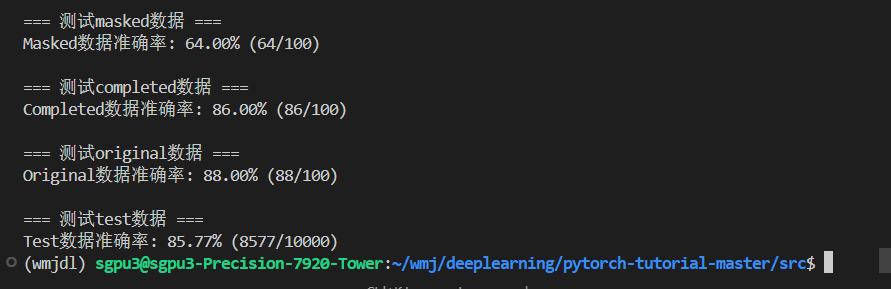 === 测试masked数据 ===
Masked数据准确率: 64.00% (64/100)
=== 测试completed数据 ===
Completed数据准确率: 86.00% (86/100)
=== 测试original数据 ===
Original数据准确率: 88.00% (88/100)
=== 测试test数据 ===
Test数据准确率: 85.77% (8577/10000)
(wmjdl) sgpu3@sgpu3-Precision-7920-Tower:~/wmj/deeplearning/pytorch-tutorial-master/src$